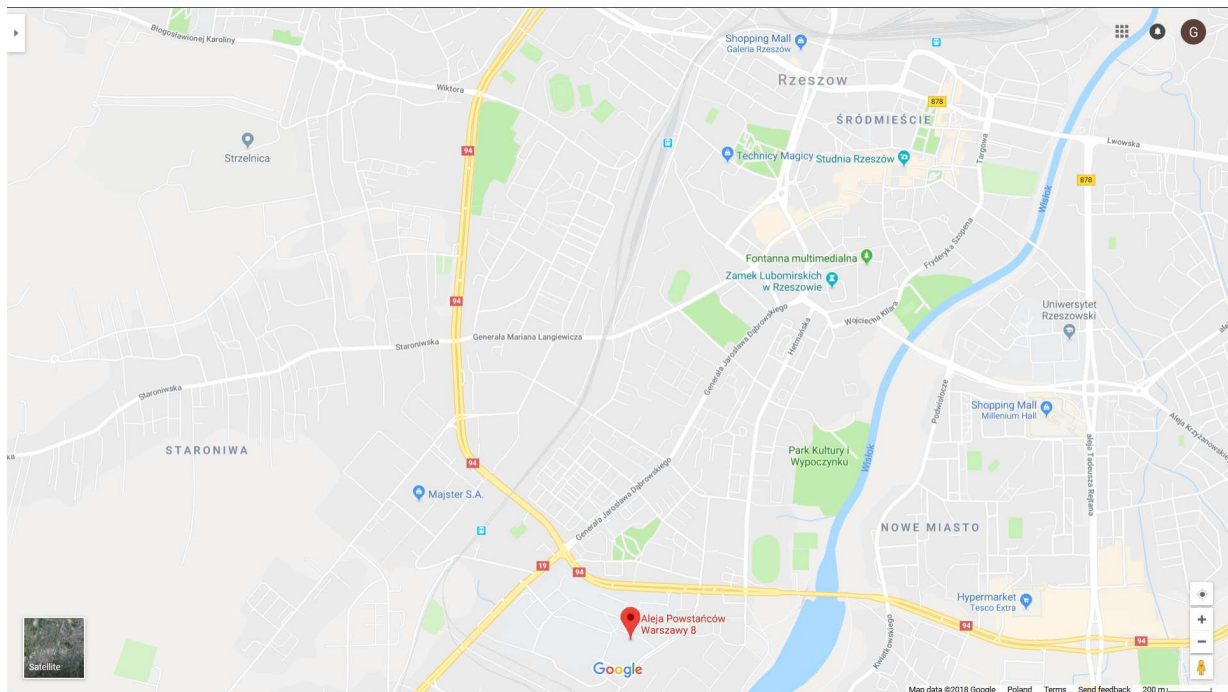 Błogosławionej Karoliny
Shopping Mall
Galeria Rzeszów
G
Rzeszow
Wiktora
878
ŚRÓDMIEŚCIE
Strzelnica
94
Technicy Magicy
Studnia Rzeszów
Targowa
Lwowska
878
Wisłok
Fryderyka Szopena
Fontanna multimedialna
Zamek Lubomirskich
w Rzeszowie
94
Uniwersytet
Rzeszowski
Wojciecha Kilara
Hetmańska
Generała Jarosława Dąbrowskiego
Generała Mariana Langiewicza
Staroniwska
Staroniwska
Podwisłocze
Shopping Mall
Millenium Hall
Aleja Krzyżanowskiego
STARONIWA
Park Kultury i
Wypoczynku
Wisłok
aleja Tadeusza Rejtana
94
Majster S.A.
Generała Jarosława Dąbrowskiego
NOWE MIASTO
19
94
Hypermarket
Tesco Extra
Aleja Powstańców
Warszawy 8
94
94
Kwiatkowskiego
Satellite
Google
Map data ©2018 Google Poland Terms Send feedback 200 m